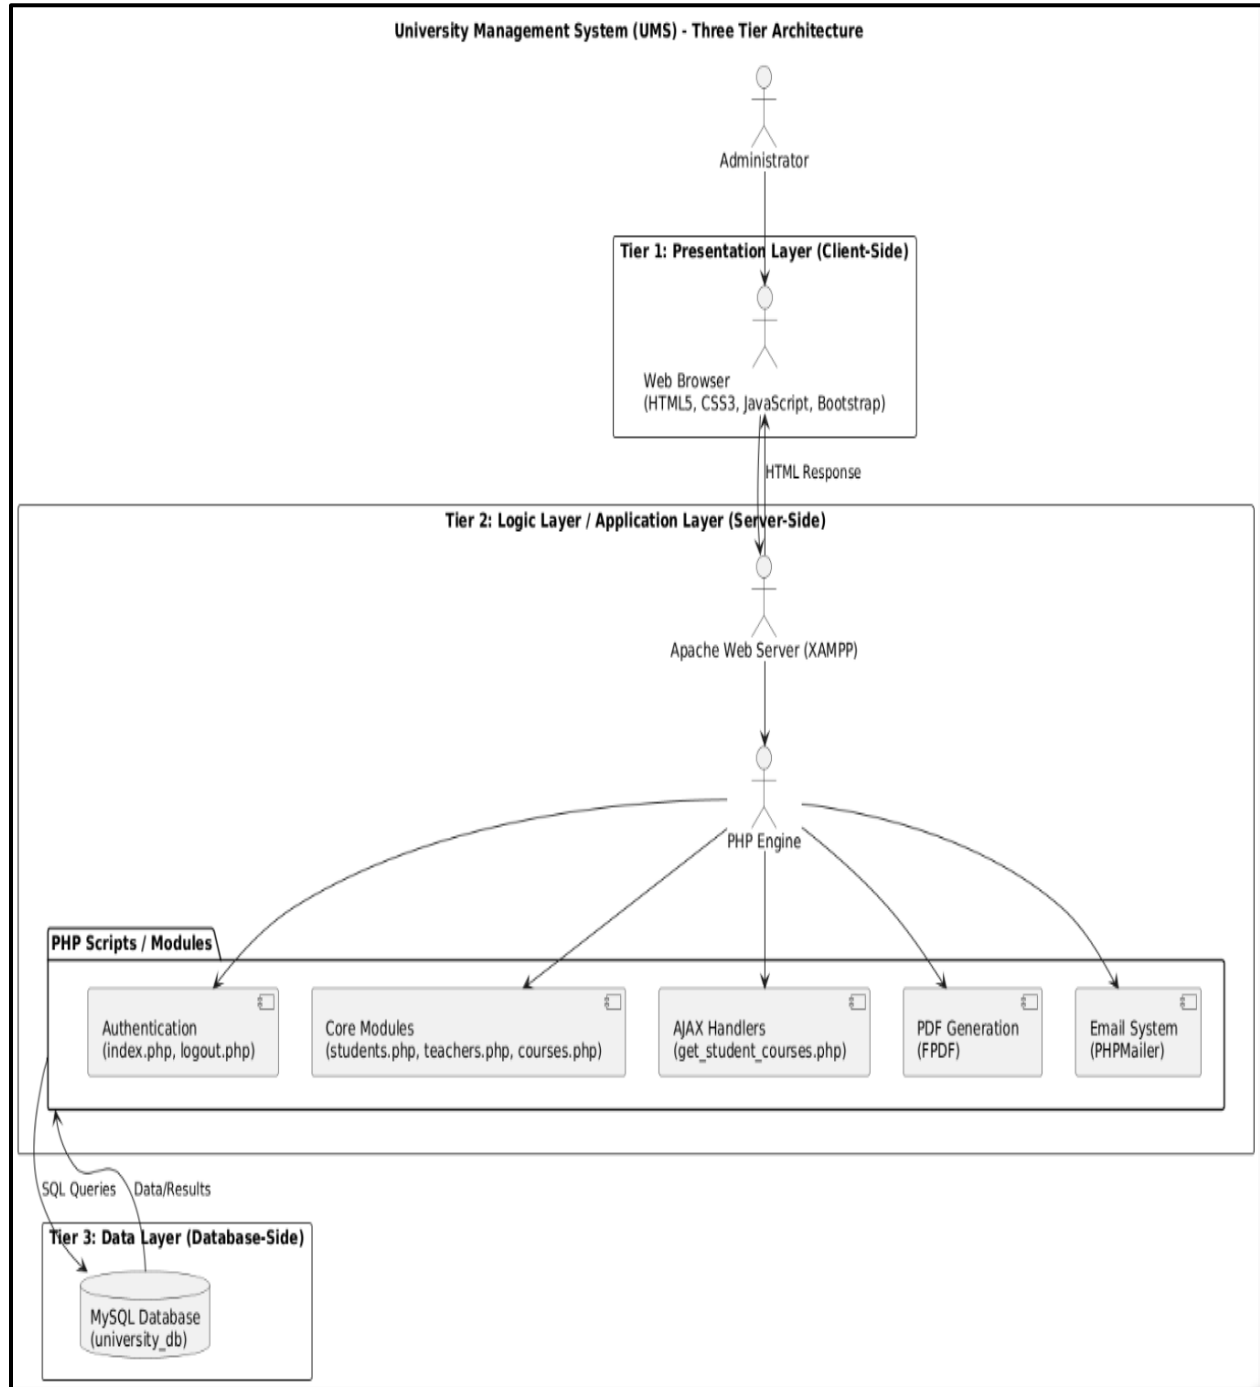 University Management System (UMS) - Three Tier Architecture
Administrator
Tier 1: Presentation Layer (Client-Side)
Web Browser
(HTML5, CSS3, JavaScript, Bootstrap)
HTML Response
Tier 2: Logic Layer / Application Layer (Server-Side)
Apache Web Server (XAMPP)
PHP Engine
PHP Scripts / Modules
Authentication
(index.php, logout.php)
Core Modules
(students.php, teachers.php, courses.php)
AJAX Handlers
(get_student_courses.php)
PDF Generation
(FPDF)
Email System
(PHPMailer)
SQL Queries
Data/Results
Tier 3: Data Layer (Database-Side)
MySQL Database
(university_db)